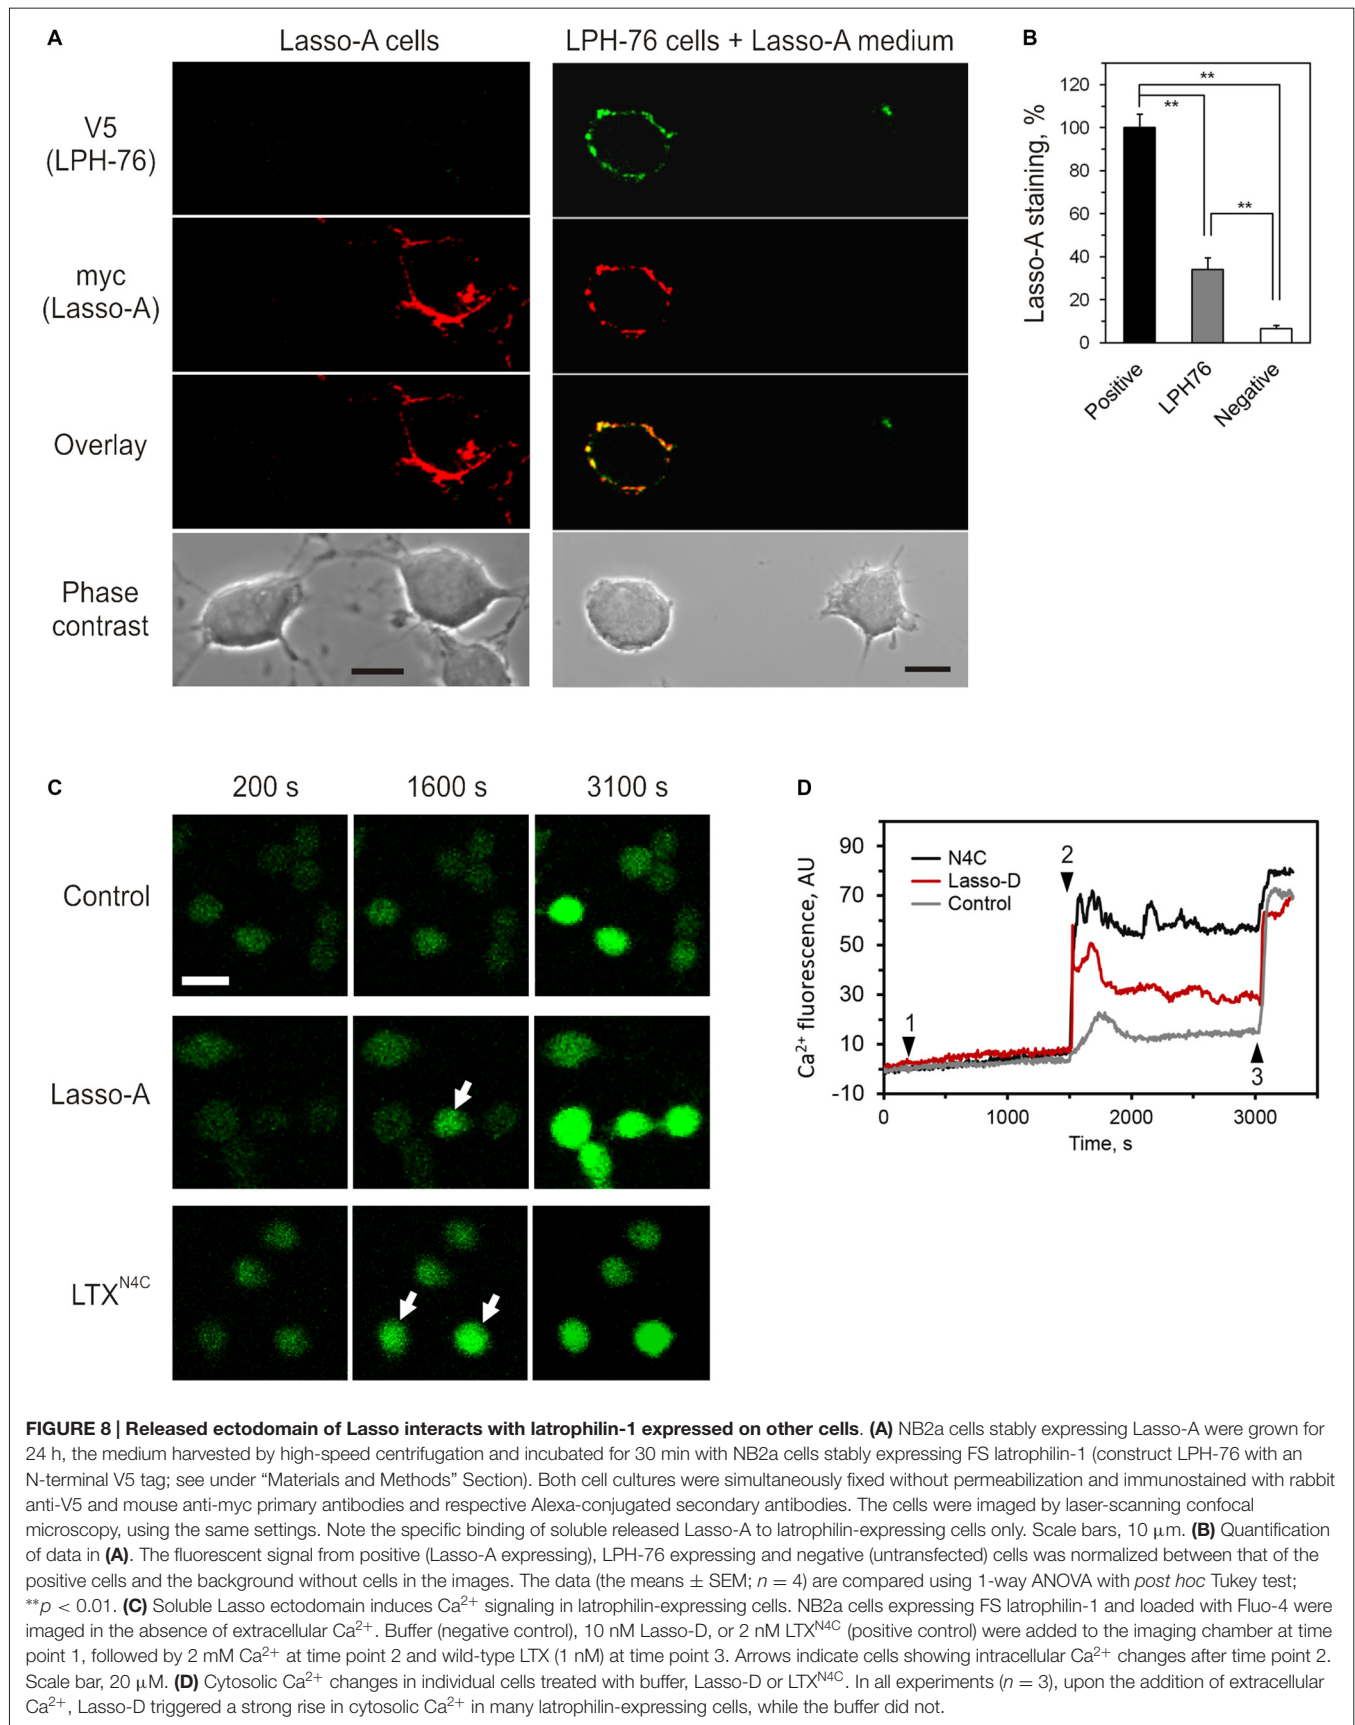 A
Lasso-A cells
LPH-76 cells + Lasso-A medium
V5
(LPH-76)
myc
(Lasso-A)
Overlay
Phase
contrast
B
Lasso-A staining, %
120
100
80
60
40
20
0
**
**
**
Positive
LPH76
Negative
C
200 s
1600 s
3100 s
Control
Lasso-A
LTX^N4C
D
Ca²⁺ fluorescence, AU
90
70
50
30
10
-10
N4C
Lasso-D
Control
1
2
3
0
1000
2000
3000
Time, s
FIGURE 8 | Released ectodomain of Lasso interacts with latrophilin-1 expressed on other cells. (A) NB2a cells stably expressing Lasso-A were grown for
24 h, the medium harvested by high-speed centrifugation and incubated for 30 min with NB2a cells stably expressing FS latrophilin-1 (construct LPH-76 with an
N-terminal V5 tag; see under “Materials and Methods” Section). Both cell cultures were simultaneously fixed without permeabilization and immunostained with rabbit
anti-V5 and mouse anti-myc primary antibodies and respective Alexa-conjugated secondary antibodies. The cells were imaged by laser-scanning confocal
microscopy, using the same settings. Note the specific binding of soluble released Lasso-A to latrophilin-expressing cells only. Scale bars, 10 μm. (B) Quantification
of data in (A). The fluorescent signal from positive (Lasso-A expressing), LPH-76 expressing and negative (untransfected) cells was normalized between that of the
positive cells and the background without cells in the images. The data (the means ± SEM; n = 4) are compared using 1-way ANOVA with post hoc Tukey test;
**p < 0.01. (C) Soluble Lasso ectodomain induces Ca²⁺ signaling in latrophilin-expressing cells. NB2a cells expressing FS latrophilin-1 and loaded with Fluo-4 were
imaged in the absence of extracellular Ca²⁺. Buffer (negative control), 10 nM Lasso-D, or 2 nM LTX^N4C (positive control) were added to the imaging chamber at time
point 1, followed by 2 mM Ca²⁺ at time point 2 and wild-type LTX (1 nM) at time point 3. Arrows indicate cells showing intracellular Ca²⁺ changes after time point 2.
Scale bar, 20 μM. (D) Cytosolic Ca²⁺ changes in individual cells treated with buffer, Lasso-D or LTX^N4C. In all experiments (n = 3), upon the addition of extracellular
Ca²⁺, Lasso-D triggered a strong rise in cytosolic Ca²⁺ in many latrophilin-expressing cells, while the buffer did not.